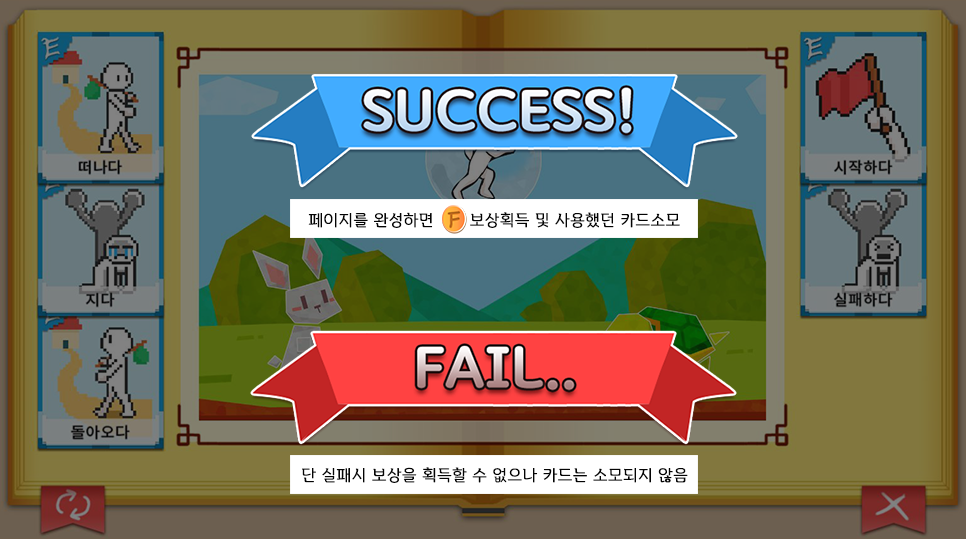 E
떠나다
지다
돌아오다
SUCCESS!
페이지를 완성하면 F 보상획득 및 사용했던 카드소모
FAIL..
단 실패시 보상을 획득할 수 없으나 카드는 소모되지 않음
E
시작하다
실패하다